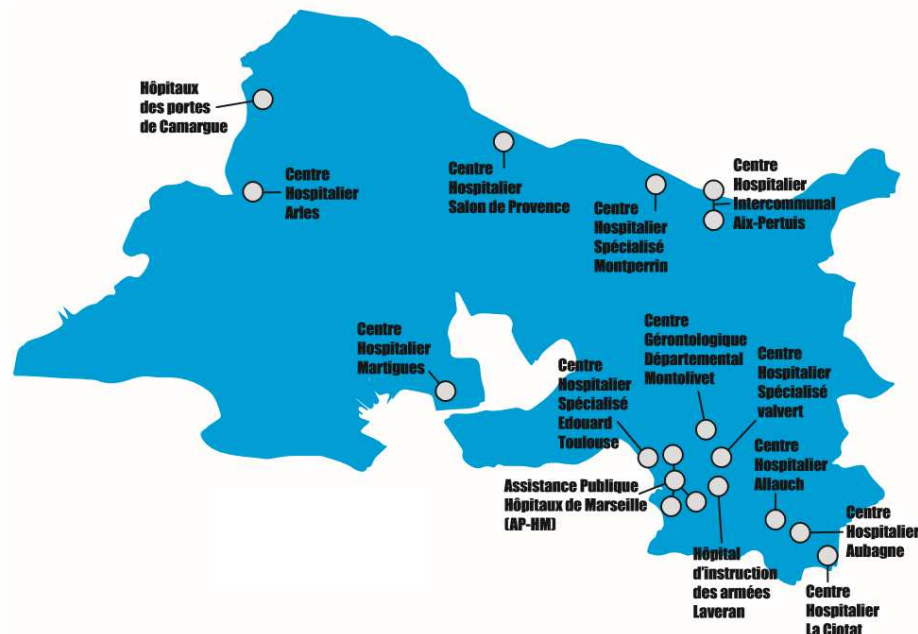 Hôpitaux
des portes
de Camargue
Centre
Hospitalier
Arles
Centre
Hospitalier
Salon de Provence
Centre
Hospitalier
Spécialisé
Montperrin
Centre
Hospitalier
Intercommunal
Aix-Pertuis
Centre
Hospitalier
Martigues
Centre
Hospitalier
Spécialisé
Edouard
Toulouse
Centre
Gérontologique
Départemental
Montolivet
Centre
Hospitalier
Spécialisé
valvert
Assistance Publique
Hôpitaux de Marseille
(AP-HM)
Centre
Hospitalier
Allauch
Hôpital
d'instruction
des armées
Laveran
Centre
Hospitalier
Aubagne
Centre
Hospitalier
La Ciotat